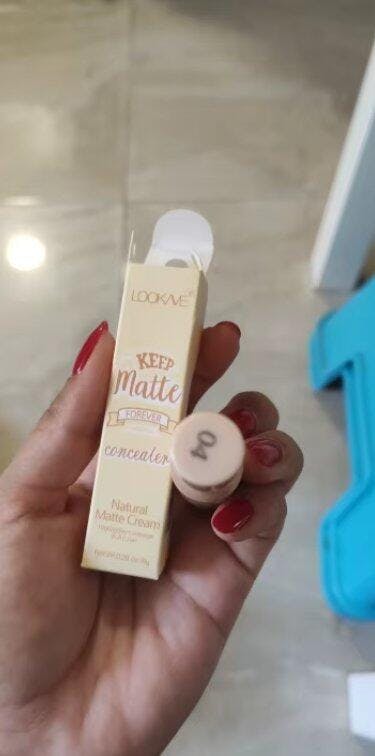 LOOKAVE®
KEEP
Matte
FOREVER
concealer
Natural
Matte Cream
04